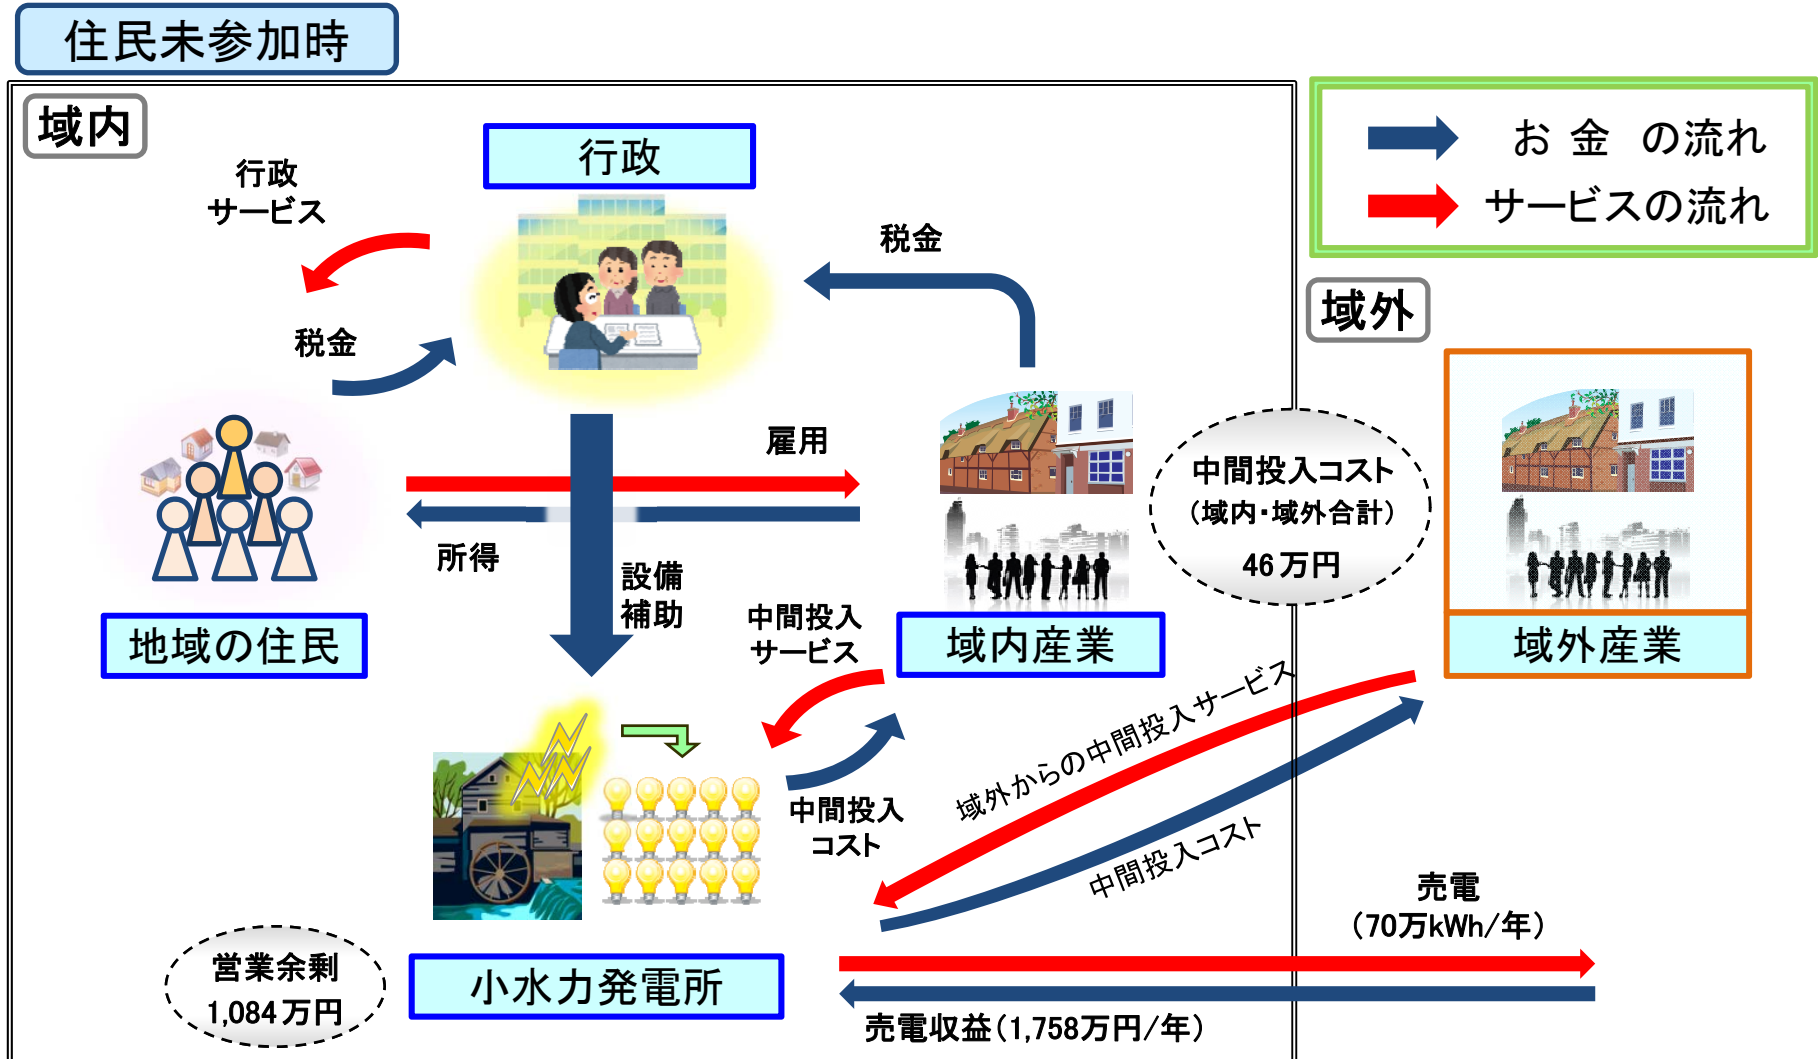 住民未参加時
域内
行政
お 金 の流れ
サービスの流れ
行政
サービス
税金
税金
域外
雇用
所得
設備
補助
中間投入コスト
(域内・域外合計)
46万円
地域の住民
中間投入
サービス
域内産業
域外産業
域外からの中間投入サービス
中間投入コスト
中間投入
コスト
売電
(70万kWh/年)
営業余剰
1,084万円
小水力発電所
売電収益(1,758万円/年)